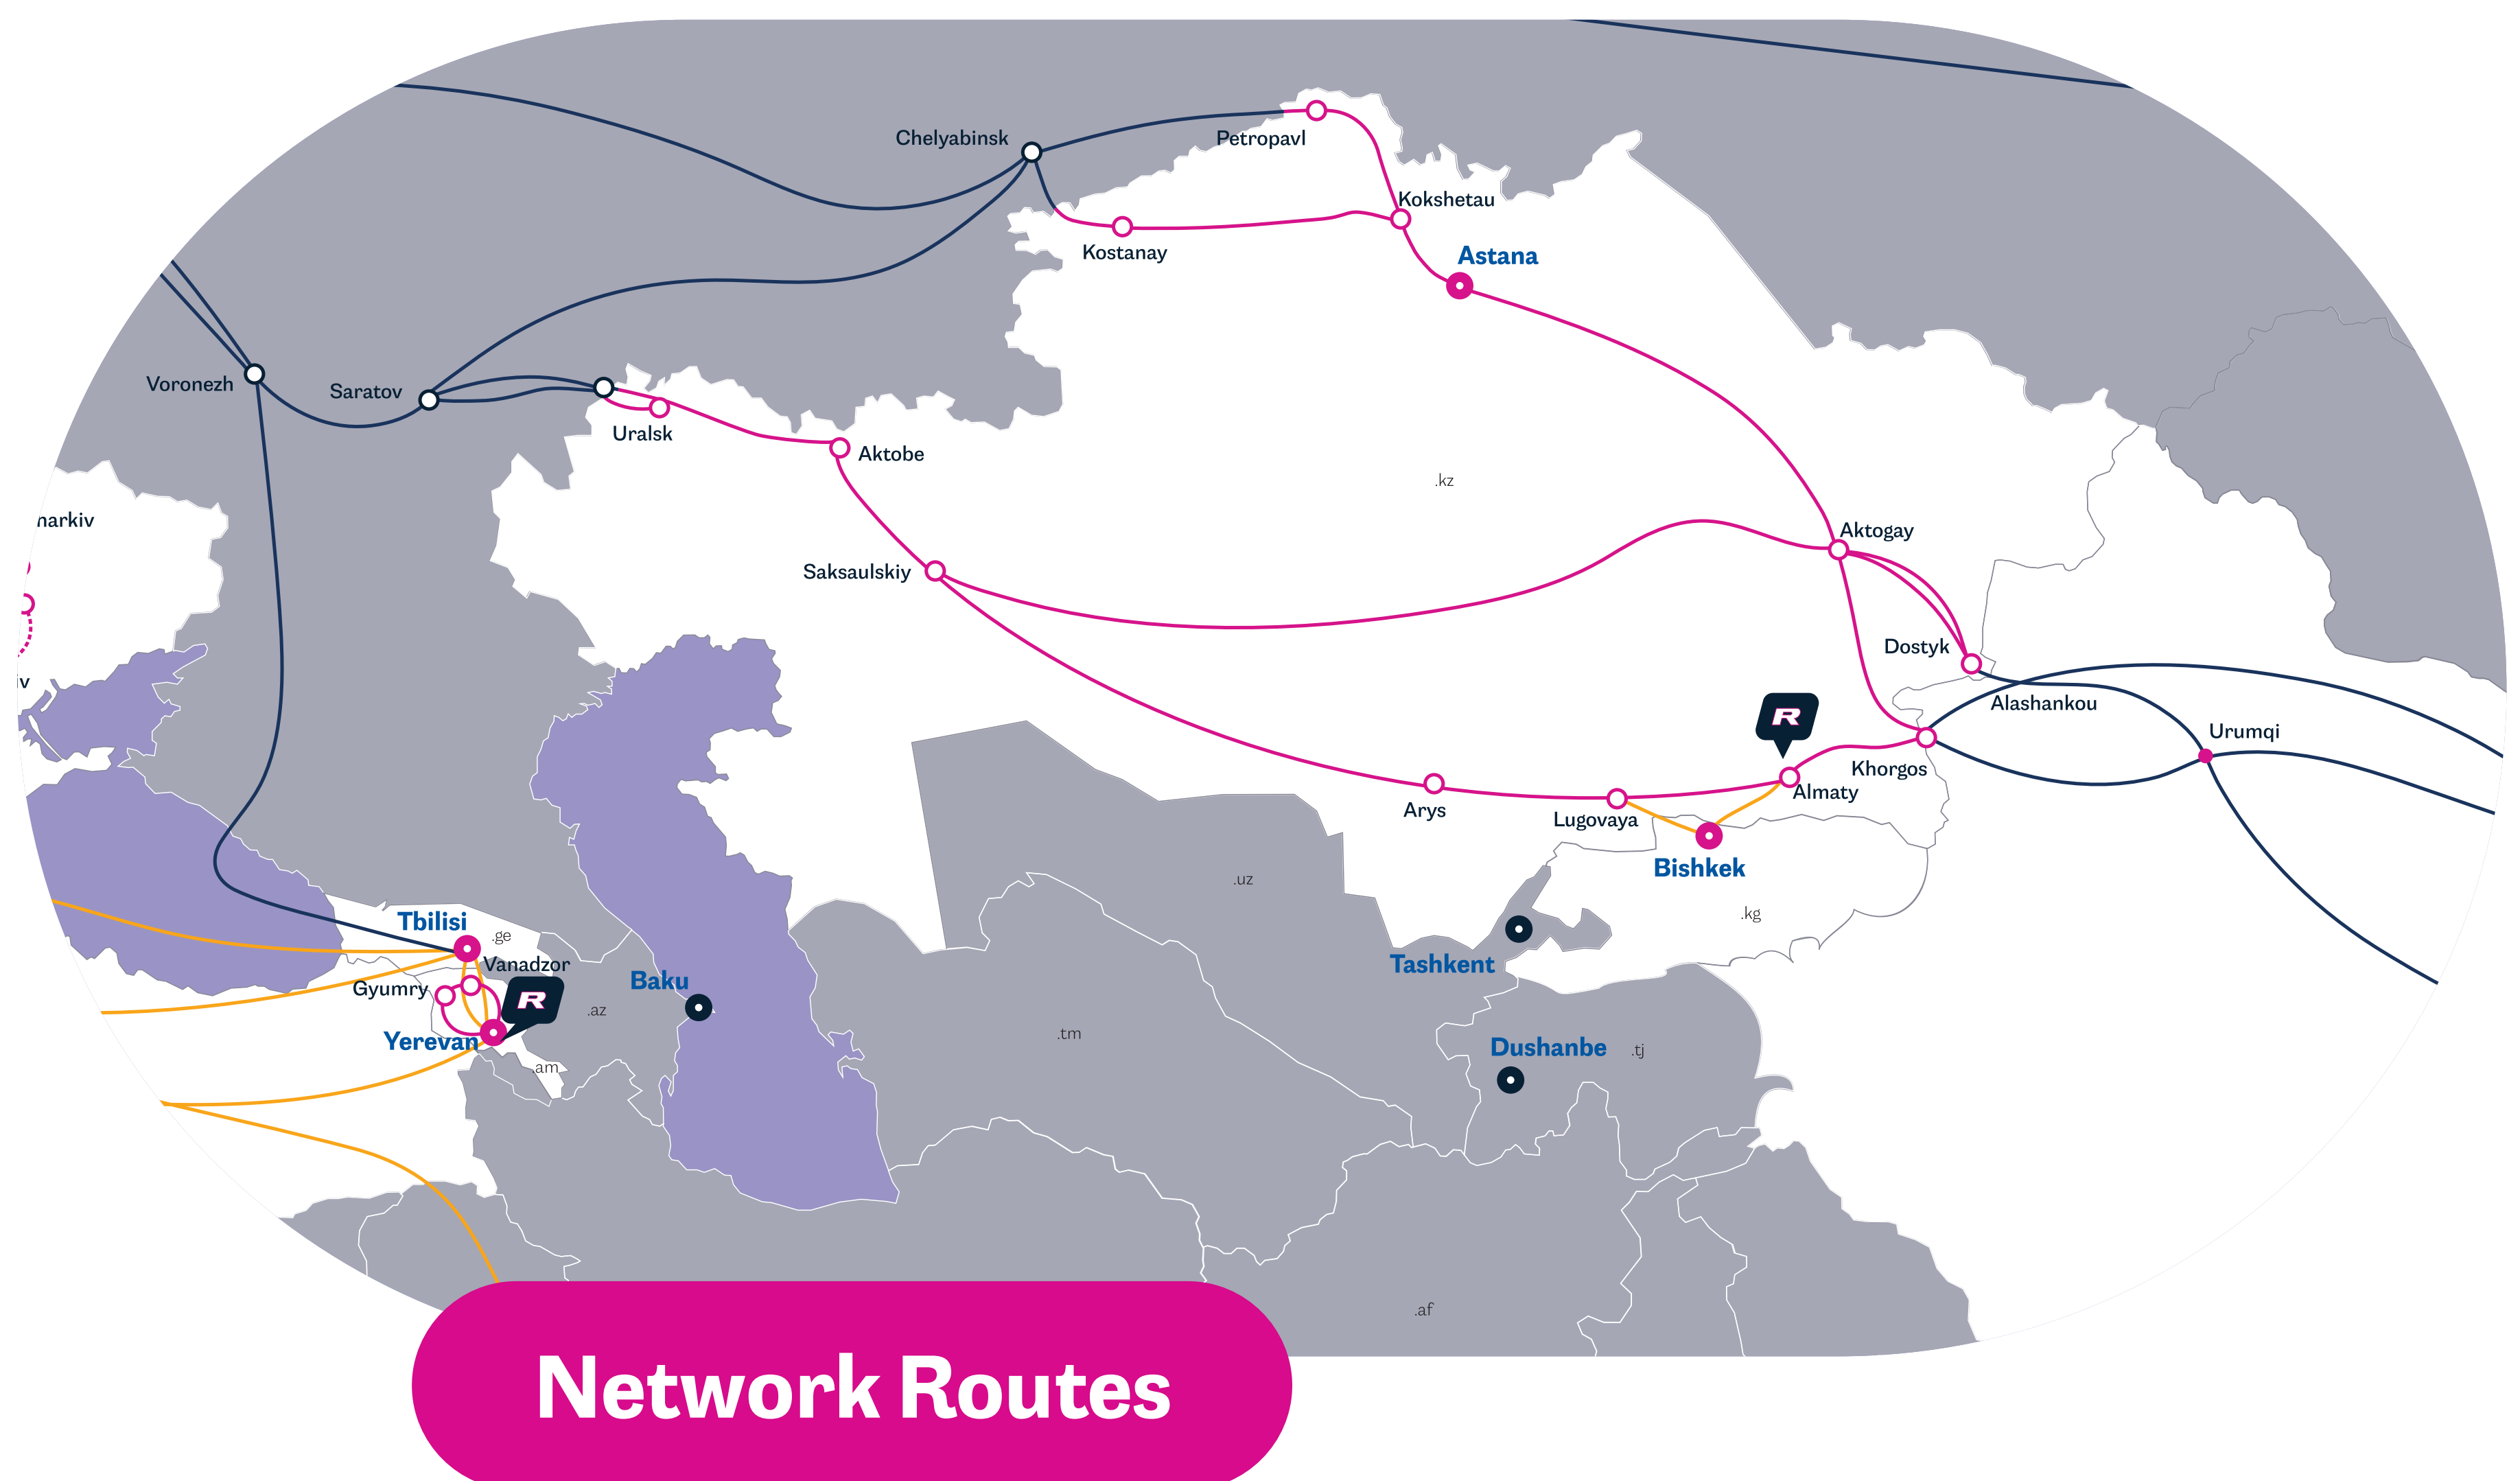 Chelyabinsk
Petropavl
Kokshetau
Kostanay
Astana
Voronezh
Saratov
Uralsk
Aktobe
.kz
narkiv
Aktogay
Saksaulskiy
Dostyk
iv
Alashankou
R
Urumqi
Khorgos
Almaty
Arys
Lugovaya
Bishkek
.uz
.kg
Tbilisi
.ge
Vanadzor
Tashkent
Baku
Gyumry
R
.az
.tm
Yerevan
Dushanbe
.tj
.am
.af
Network Routes